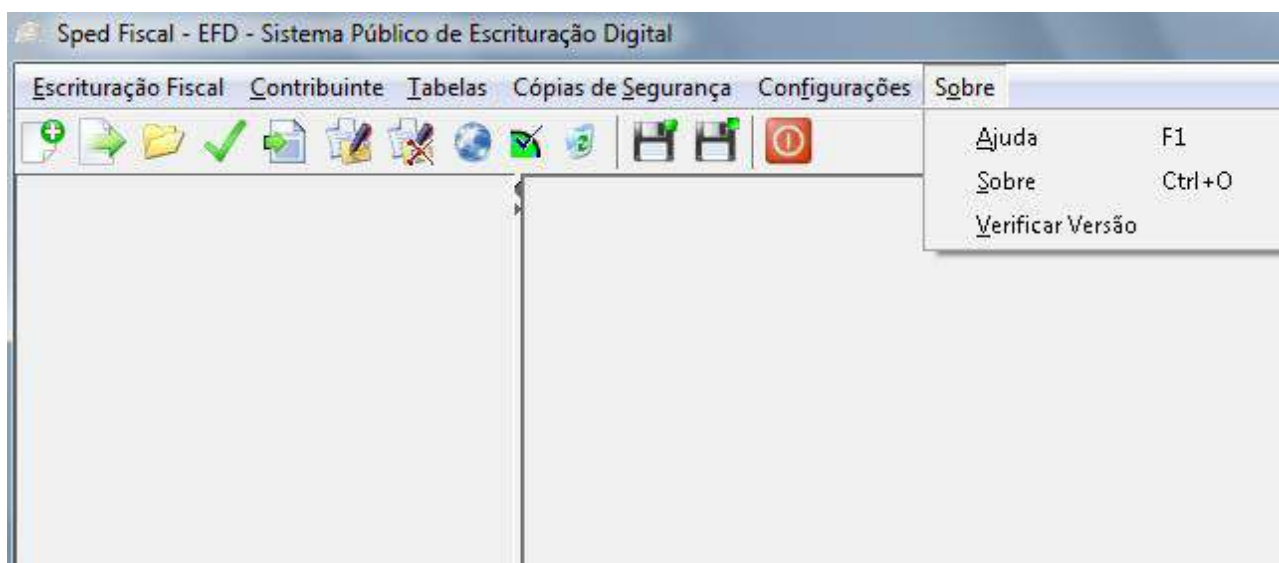 Sped Fiscal - EFD - Sistema Público de Escrituração Digital
Escrituração Fiscal Contribuinte Tabelas Cópias de Segurança Configurações Sobre
Ajuda F1
Sobre Ctrl+O
Verificar Versão